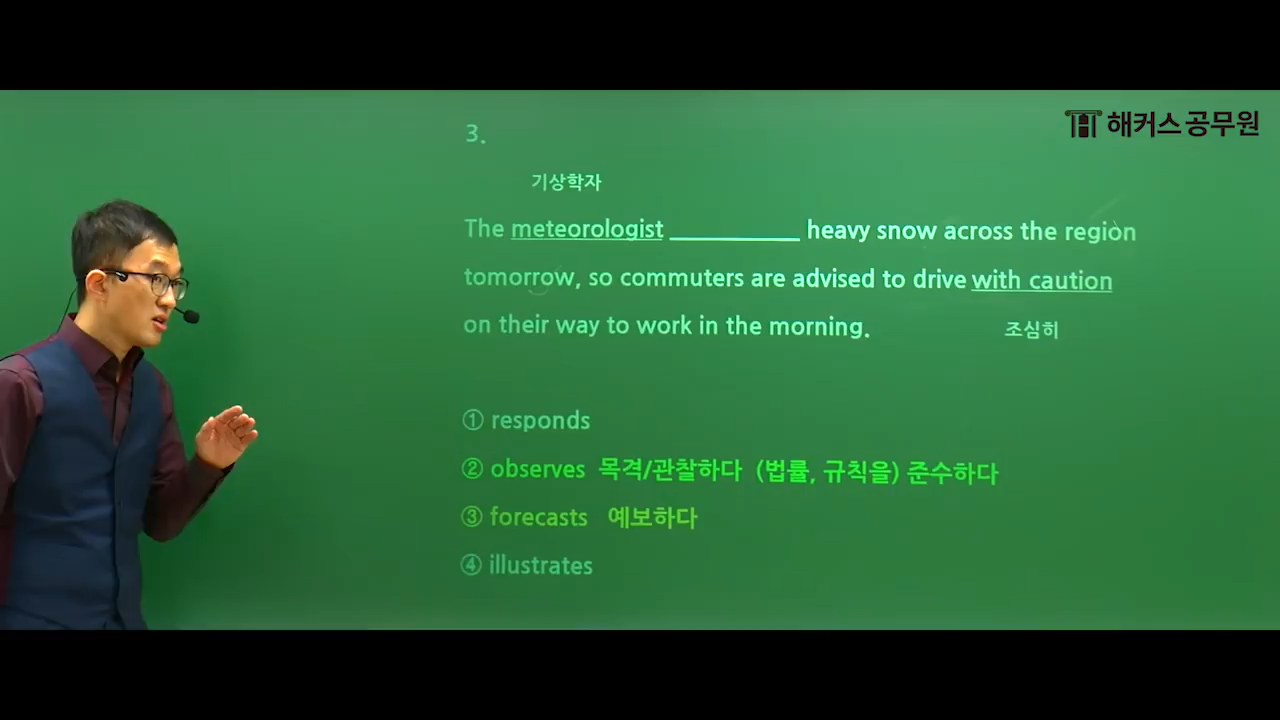 해커스공무원
3.
기상학자
The meteorologist __________ heavy snow across the region
tomorrow, so commuters are advised to drive with caution
on their way to work in the morning.
조심히
① responds
② observes 목격/관찰하다 (법률, 규칙을) 준수하다
③ forecasts 예보하다
④ illustrates